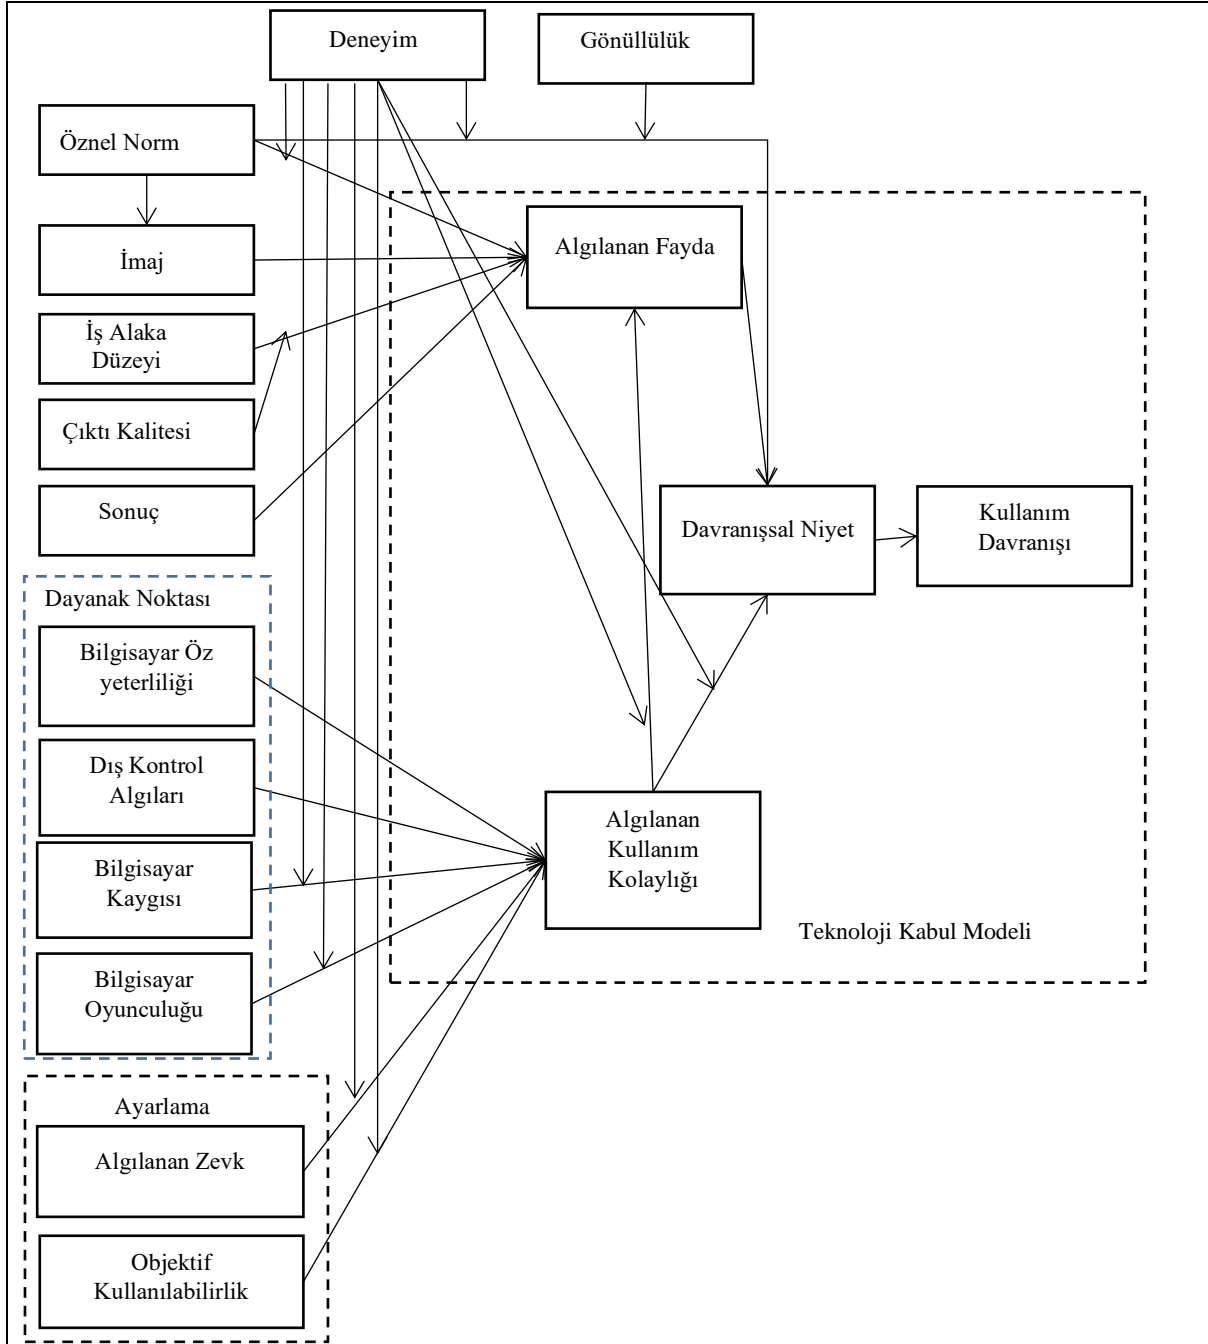 Deneyim
Gönüllülük
Öznel Norm
İmaj
İş Alaka
Düzeyi
Çıktı Kalitesi
Sonuç
Algılanan Fayda
Davranışsal Niyet
Kullanım
Davranışı
Dayanak Noktası
Bilgisayar Öz
yeterliliği
Dış Kontrol
Algıları
Bilgisayar
Kaygısı
Bilgisayar
Oyunculuğu
Algılanan
Kullanım
Kolaylığı
Teknoloji Kabul Modeli
Ayarlama
Algılanan Zevk
Objektif
Kullanılabilirlik